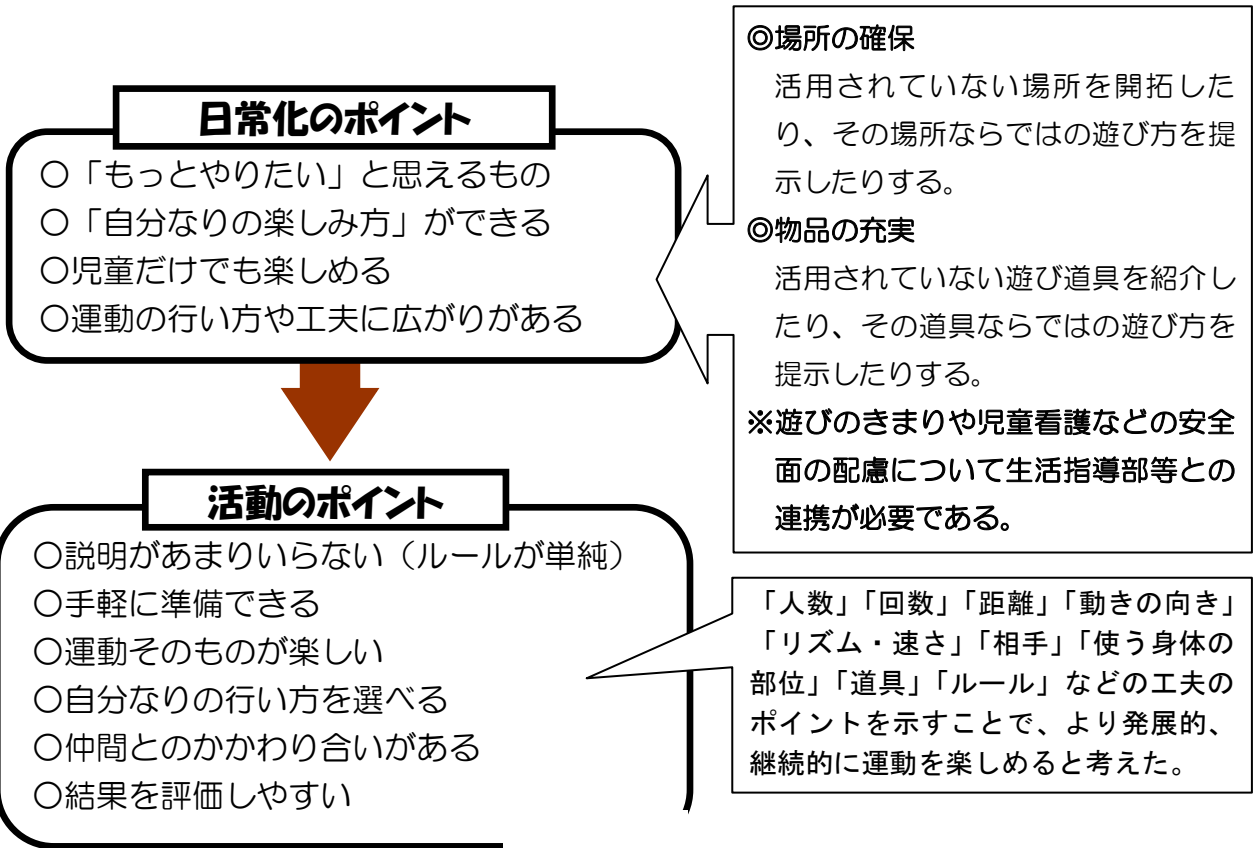 日常化のポイント
○「もっとやりたい」と思えるもの
○「自分なりの楽しみ方」ができる
○児童だけでも楽しめる
○運動の行い方や工夫に広がりがある
◎場所の確保
活用されていない場所を開拓した
り、その場所ならではの遊び方を提
示したりする。
◎物品の充実
活用されていない遊び道具を紹介し
たり、その道具ならではの遊び方を
提示したりする。
※遊びのきまりや児童看護などの安全
面の配慮について生活指導部等との
連携が必要である。
活動のポイント
○説明があまりいらない（ルールが単純）
○手軽に準備できる
○運動そのものが楽しい
○自分なりの行い方を選べる
○仲間とのかかわり合いがある
○結果を評価しやすい
「人数」「回数」「距離」「動きの向き」
「リズム・速さ」「相手」「使う身体の
部位」「道具」「ルール」などの工夫の
ポイントを示すことで、より発展的、
継続的に運動を楽しめると考えた。